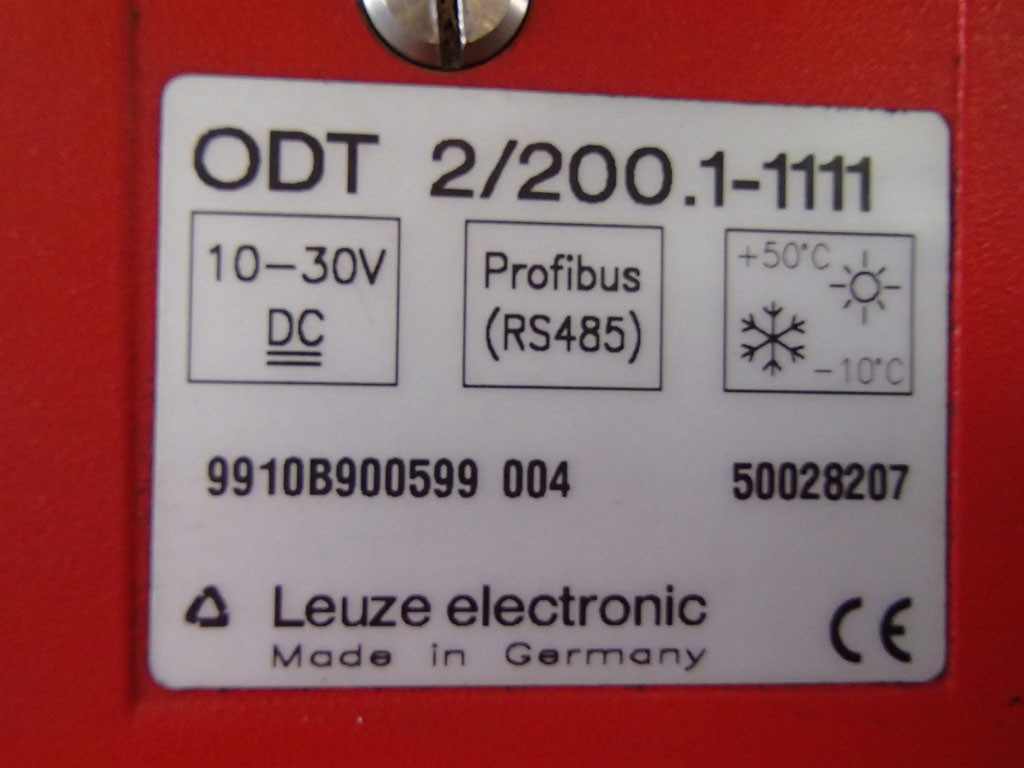 ODT 2/200.1-1111
10-30V
DC
Profibus
(RS485)
+50°C
-10°C
9910B900599 004 50028207
Leuze electronic
Made in Germany
CE